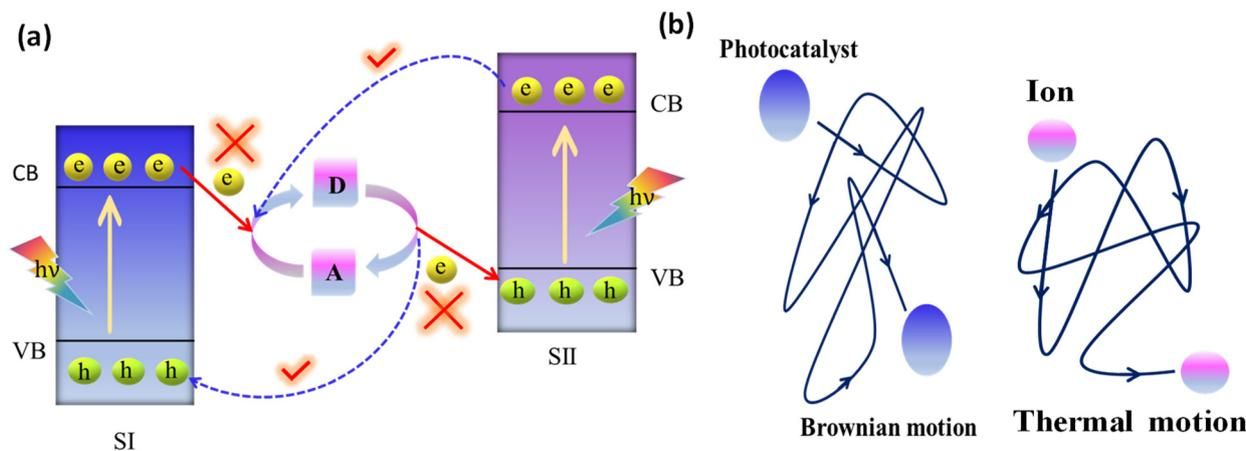 (a)
e
e
e
CB
e
hν
VB
h
h
h
SI
D
A
e
e
e
e
CB
hν
VB
h
h
h
SII
(b)
Photocatalyst
Brownian motion
Ion
Thermal motion